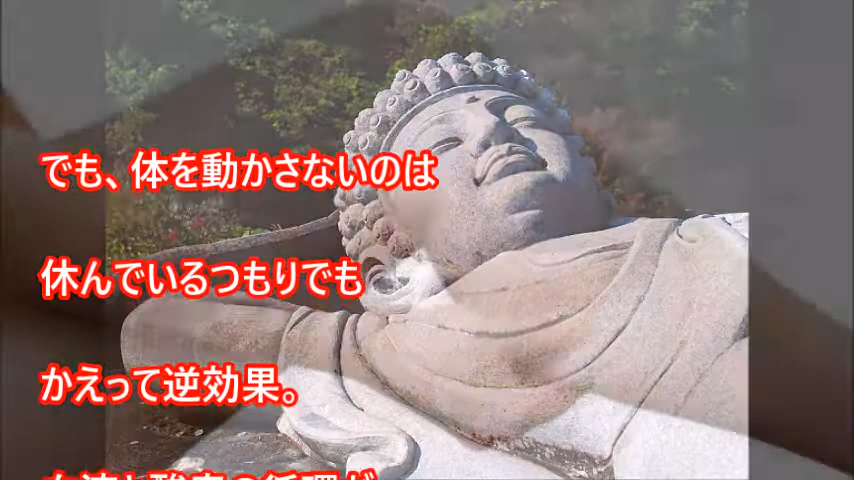 でも、体を動かさないのは
休んでいるつもりでも
かえって逆効果。